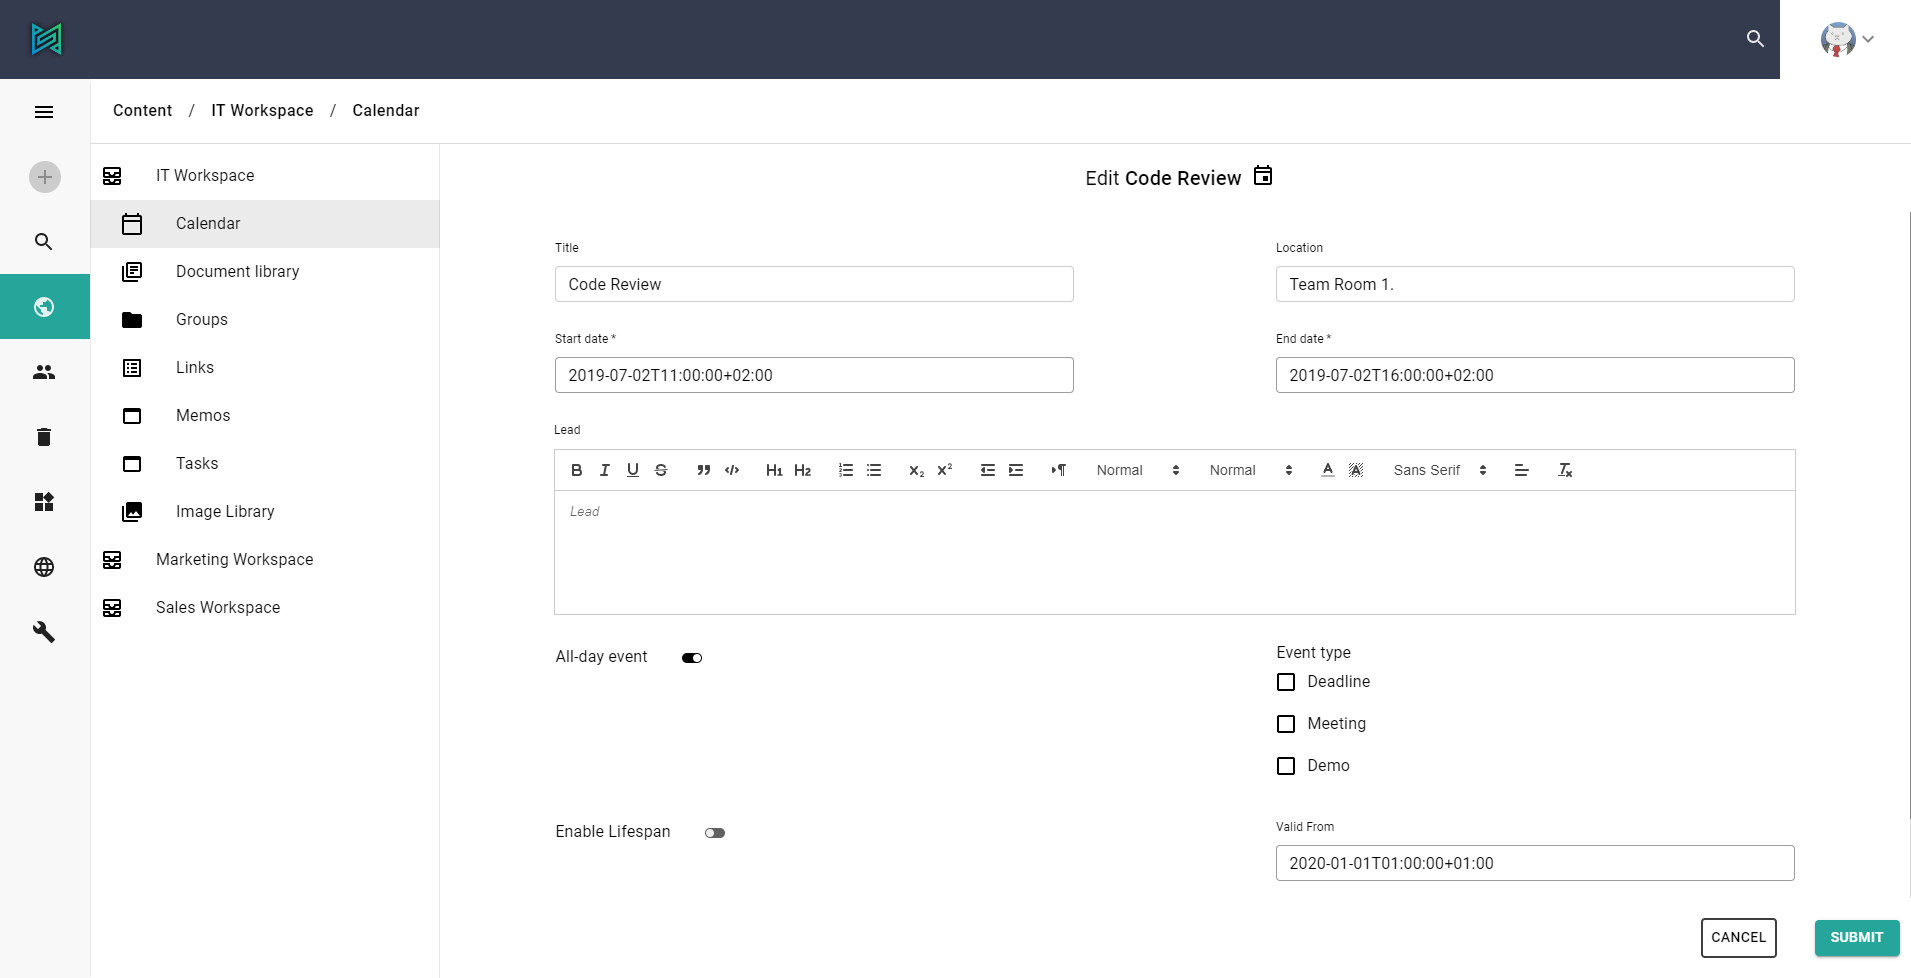 Content / IT Workspace / Calendar
IT Workspace
Calendar
Document library
Groups
Links
Memos
Tasks
Image Library
Marketing Workspace
Sales Workspace
Edit Code Review
Title
Code Review
Location
Team Room 1.
Start date *
2019-07-02T11:00:00+02:00
End date *
2019-07-02T16:00:00+02:00
Lead
B I U S H1 H2 X2 X2 Normal Normal A A Sans Serif Tx
Lead
All-day event
Event type
Deadline
Meeting
Demo
Enable Lifespan
Valid From
2020-01-01T01:00:00+01:00
CANCEL SUBMIT